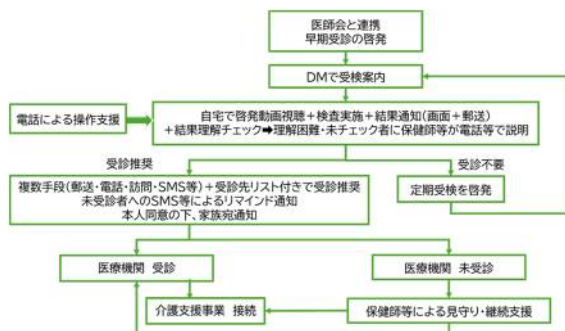 医師会と連携
早期受診の啓発
DMで受検案内
電話による操作支援
自宅で啓発動画視聴＋検査実施＋結果通知(画面＋郵送)
＋結果理解チェック➡理解困難・未チェック者に保健師等が電話等で説明
受診推奨
受診不要
複数手段(郵送・電話・訪問・SMS等)＋受診先リスト付きで受診推奨
未受診者へのSMS等によるリマインド通知
本人同意の下、家族宛通知
定期受検を啓発
医療機関 受診
医療機関 未受診
介護支援事業 接続
保健師等による見守り・継続支援